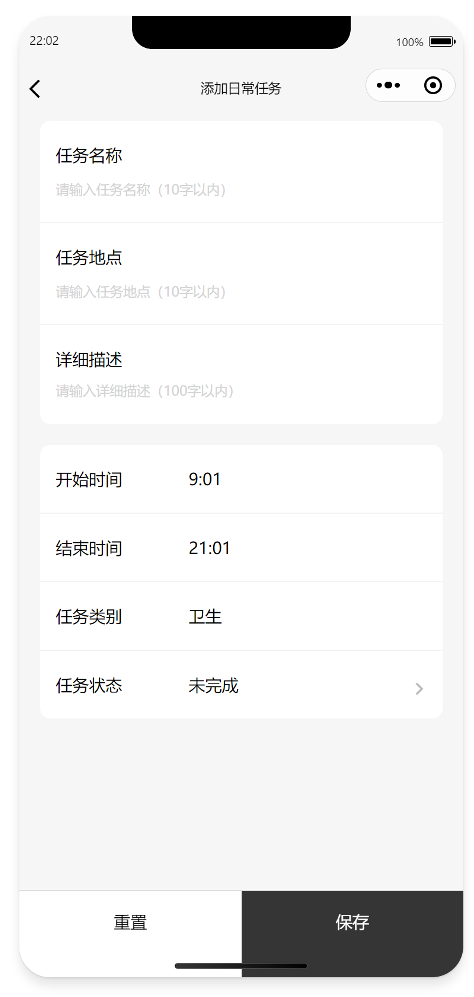 22:02
100%
添加日常任务
任务名称
请输入任务名称（10字以内）
任务地点
请输入任务地点（10字以内）
详细描述
请输入详细描述（100字以内）
开始时间 9:01
结束时间 21:01
任务类别 卫生
任务状态 未完成
重置 保存